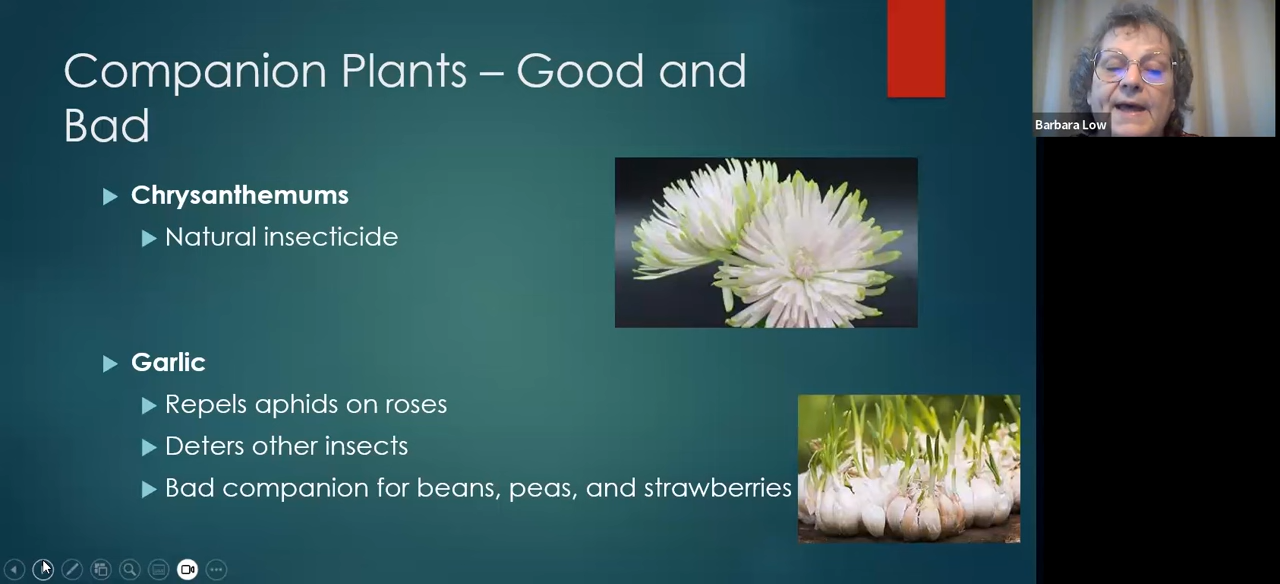 Companion Plants – Good and
Bad
Chrysanthemums
Natural insecticide
Garlic
Repels aphids on roses
Deters other insects
Bad companion for beans, peas, and strawberries
Barbara Low